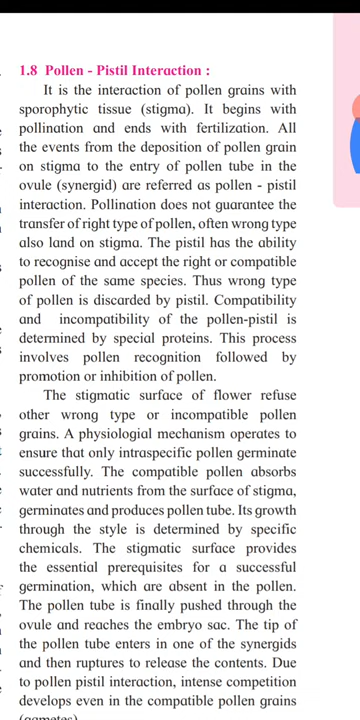 1.8 Pollen - Pistil Interaction :
It is the interaction of pollen grains with
sporophytic tissue (stigma). It begins with
pollination and ends with fertilization. All
the events from the deposition of pollen grain
on stigma to the entry of pollen tube in the
ovule (synergid) are referred as pollen - pistil
interaction. Pollination does not guarantee the
transfer of right type of pollen, often wrong type
also land on stigma. The pistil has the ability
to recognise and accept the right or compatible
pollen of the same species. Thus wrong type
of pollen is discarded by pistil. Compatibility
and incompatibility of the pollen-pistil is
determined by special proteins. This process
involves pollen recognition followed by
promotion or inhibition of pollen.
The stigmatic surface of flower refuse
other wrong type or incompatible pollen
grains. A physiological mechanism operates to
ensure that only intraspecific pollen germinate
successfully. The compatible pollen absorbs
water and nutrients from the surface of stigma,
germinates and produces pollen tube. Its growth
through the style is determined by specific
chemicals. The stigmatic surface provides
the essential prerequisites for a successful
germination, which are absent in the pollen.
The pollen tube is finally pushed through the
ovule and reaches the embryo sac. The tip of
the pollen tube enters in one of the synergids
and then ruptures to release the contents. Due
to pollen pistil interaction, intense competition
develops even in the compatible pollen grains
(gametes)